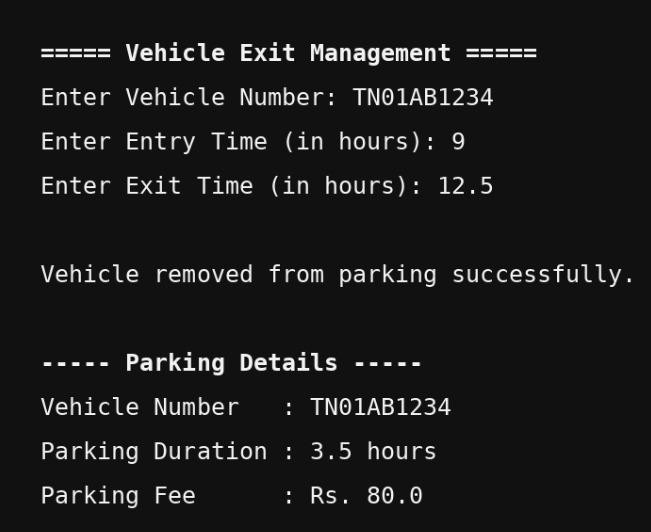 ===== Vehicle Exit Management =====
Enter Vehicle Number: TN01AB1234
Enter Entry Time (in hours): 9
Enter Exit Time (in hours): 12.5
Vehicle removed from parking successfully.
----- Parking Details -----
Vehicle Number   : TN01AB1234
Parking Duration : 3.5 hours
Parking Fee      : Rs. 80.0